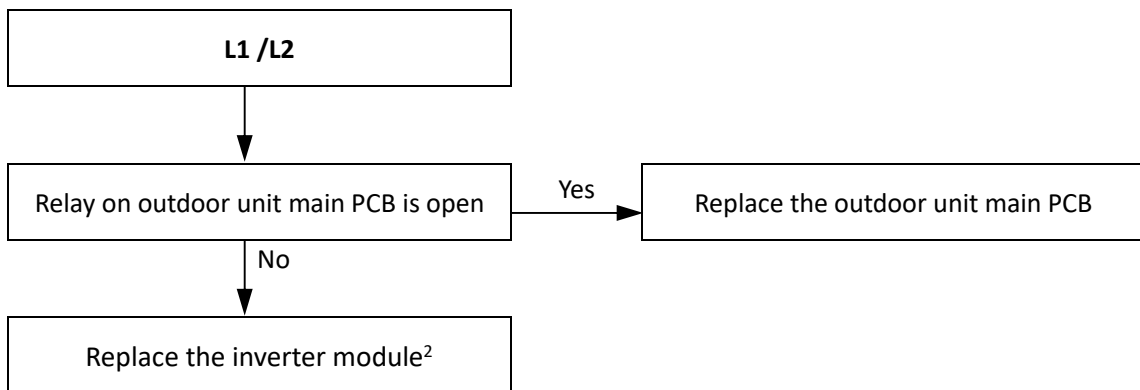 L1 /L2
Relay on outdoor unit main PCB is open
Yes
Replace the outdoor unit main PCB
No
Replace the inverter module²